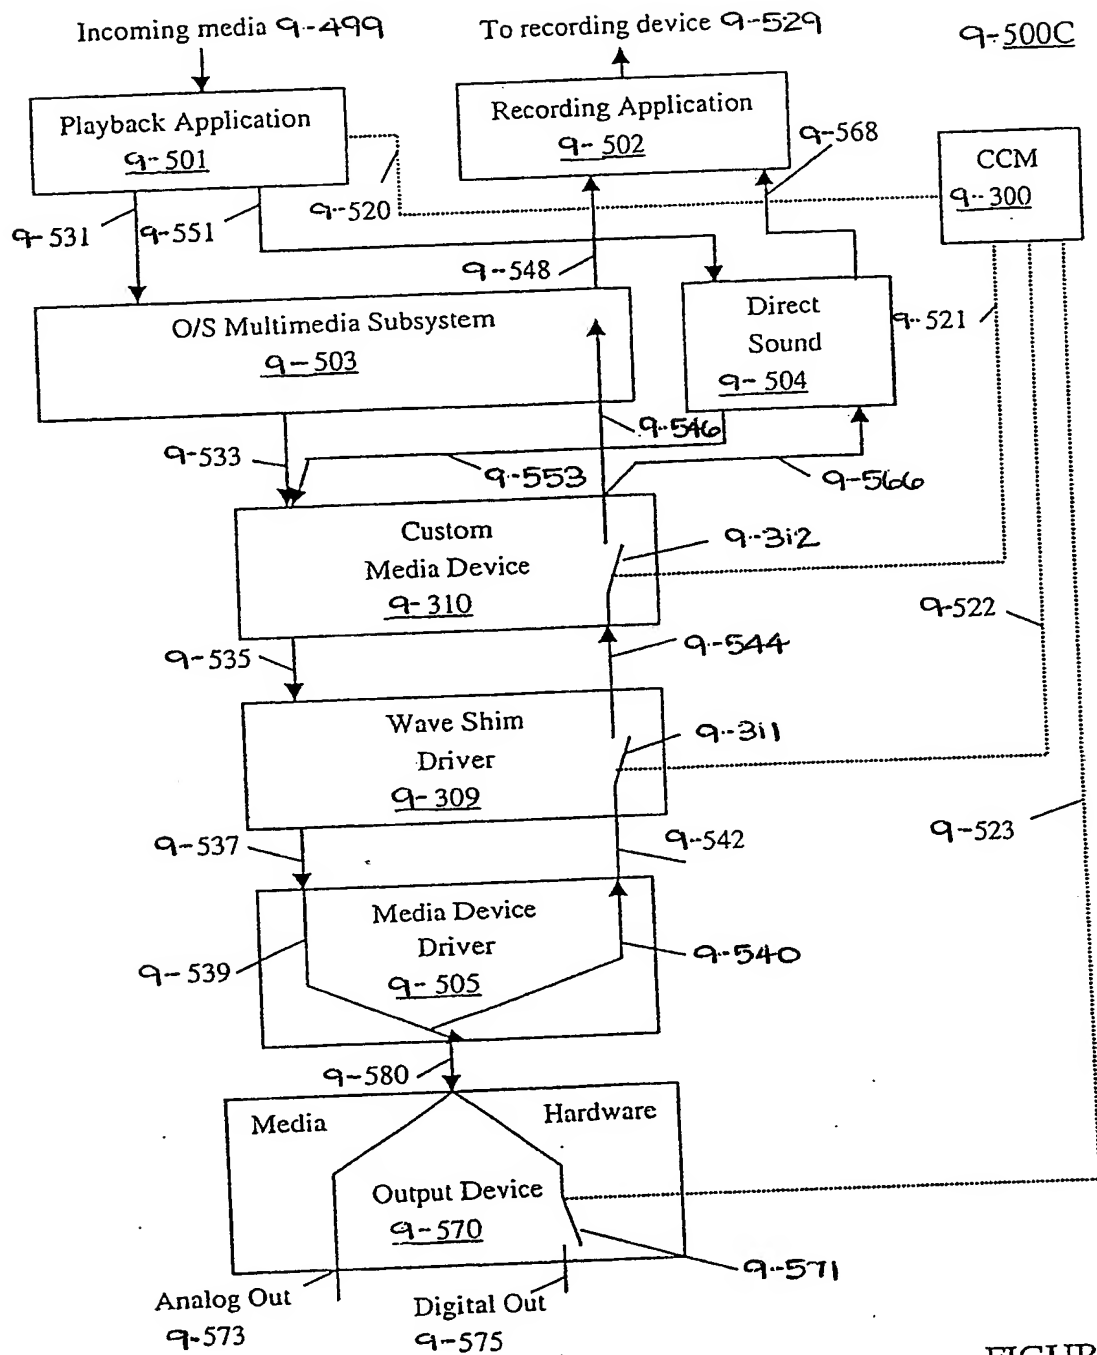 Incoming media 9-499
To recording device 9-529
9-500C
Playback Application
9-501
Recording Application
9-502
9-568
CCM
9-300
9-520
9-531
9-551
9-548
O/S Multimedia Subsystem
9-503
Direct
Sound
9-504
9-521
9-533
9-546
9-553
9-566
Custom
Media Device
9-310
9-312
9-522
9-535
9-544
Wave Shim
Driver
9-309
9-311
9-523
9-537
9-542
Media Device
Driver
9-505
9-539
9-540
9-580
Media
Hardware
Output Device
9-570
9-571
Analog Out
9-573
Digital Out
9-575
FIGUR